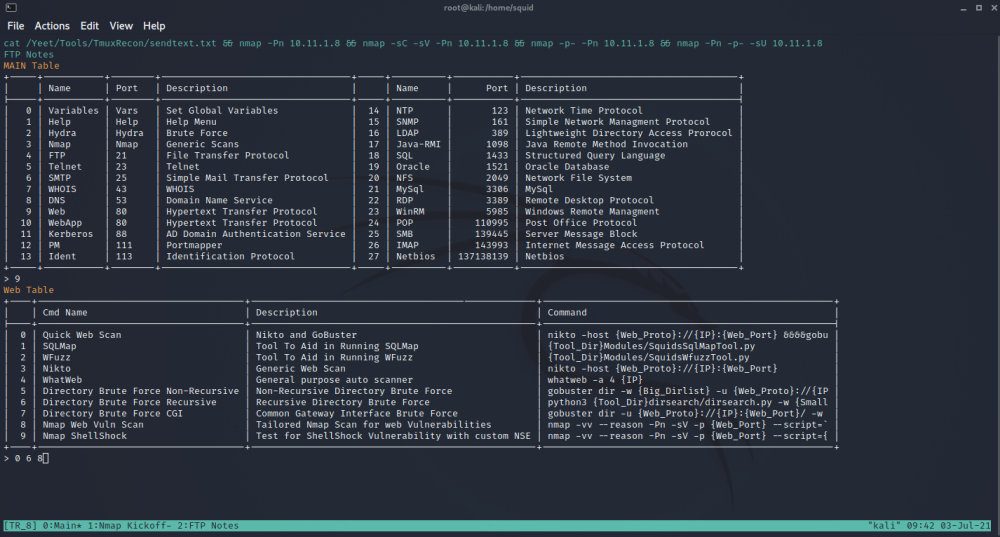 root@kali: /home/squid
File Actions Edit View Help
cat /Yeet/Tools/TmuxRecon/sendtext.txt && nmap -Pn 10.11.1.8 && nmap -sC -sV -Pn 10.11.1.8 && nmap -p- -Pn 10.11.1.8 && nmap -Pn -p- -sU 10.11.1.8
FTP Notes
MAIN Table
| | Name | Port | Description | | Name | Port | Description |
| 0 | Variables | Vars | Set Global Variables | 14 | NTP | 123 | Network Time Protocol
| 1 | Help | Help | Help Menu | 15 | SNMP | 161 | Simple Network Managment Protocol
| 2 | Hydra | Hydra | Brute Force | 16 | LDAP | 389 | Lightweight Directory Access Prorocol
| 3 | Nmap | Nmap | Generic Scans | 17 | Java-RMI | 1098 | Java Remote Method Invocation
| 4 | FTP | 21 | File Transfer Protocol | 18 | SQL | 1433 | Structured Query Language
| 5 | Telnet | 23 | Telnet | 19 | Oracle | 1521 | Oracle Database
| 6 | SMTP | 25 | Simple Mail Transfer Protocol | 20 | NFS | 2049 | Network File System
| 7 | WHOIS | 43 | WHOIS | 21 | MySql | 3306 | MySql
| 8 | DNS | 53 | Domain Name Service | 22 | RDP | 3389 | Remote Desktop Protocol
| 9 | Web | 80 | Hypertext Transfer Protocol | 23 | WinRM | 5985 | Windows Remote Managment
| 10 | WebApp | 80 | Hypertext Transfer Protocol | 24 | POP | 110995 | Post Office Protocol
| 11 | Kerberos | 88 | AD Domain Authentication Service | 25 | SMB | 139445 | Server Message Block
| 12 | PM | 111 | Portmapper | 26 | IMAP | 143993 | Internet Message Access Protocol
| 13 | Ident | 113 | Identification Protocol | 27 | Netbios | 137138139 | Netbios
> 9
Web Table
| | Cmd Name | Description | Command |
| 0 | Quick Web Scan | Nikto and GoBuster | nikto -host {Web_Proto}://{IP}:{Web_Port} &&&&gobu |
| 1 | SQLMap | Tool To Aid in Running SQLMap | {Tool_Dir}Modules/SquidsSqlMapTool.py |
| 2 | WFuzz | Tool To Aid in Running WFuzz | {Tool_Dir}Modules/SquidsWfuzzTool.py |
| 3 | Nikto | Generic Web Scan | nikto -host {Web_Proto}://{IP}:{Web_Port} |
| 4 | WhatWeb | General purpose auto scanner | whatweb -a 4 {IP} |
| 5 | Directory Brute Force Non-Recursive | Non-Recursive Directory Brute Force | gobuster dir -w {Big_Dirlist} -u {Web_Proto}://{IP |
| 6 | Directory Brute Force Recursive | Recursive Directory Brute Force | python3 {Tool_Dir}dirsearch/dirsearch.py -w {Small |
| 7 | Directory Brute Force CGI | Common Gateway Interface Brute Force | gobuster dir -u {Web_Proto}://{IP}:{Web_Port}/ -w |
| 8 | Nmap Web Vuln Scan | Tailored Nmap Scan for web Vulnerabilities | nmap -vv --reason -Pn -sV -p {Web_Port} --script=` |
| 9 | Nmap ShellShock | Test for ShellShock Vulnerability with custom NSE | nmap -vv --reason -Pn -sV -p {Web_Port} --script={ |
> 0 6 8
[TR_8] 0:Main* 1:Nmap Kickoff- 2:FTP Notes "kali" 09:42 03-Jul-21